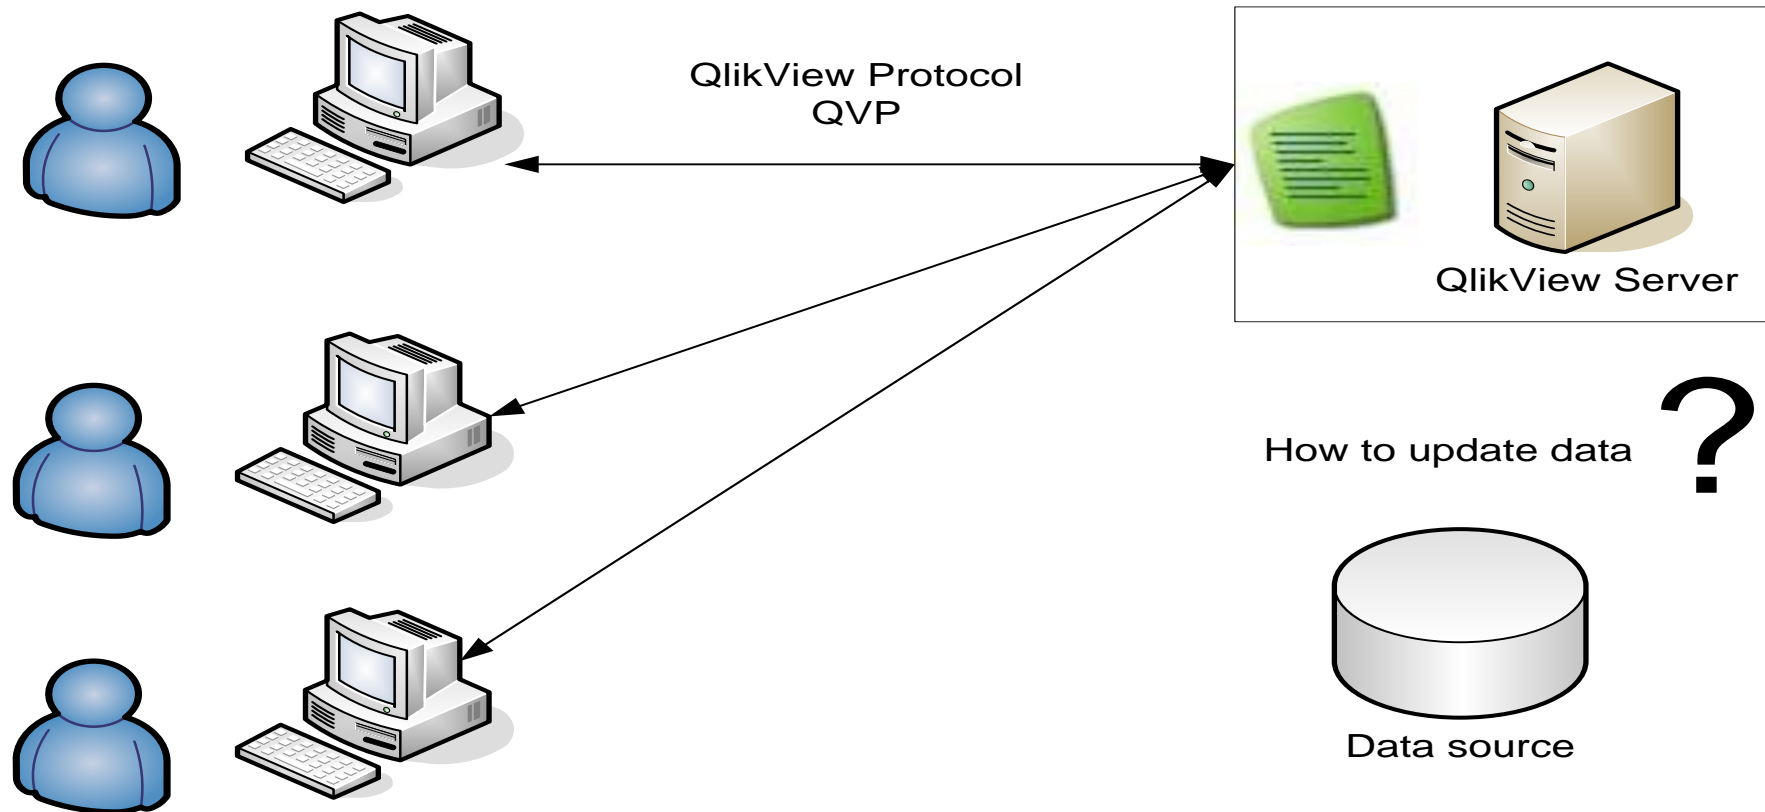 QlikView Protocol
QVP
QlikView Server
How to update data ?
Data source